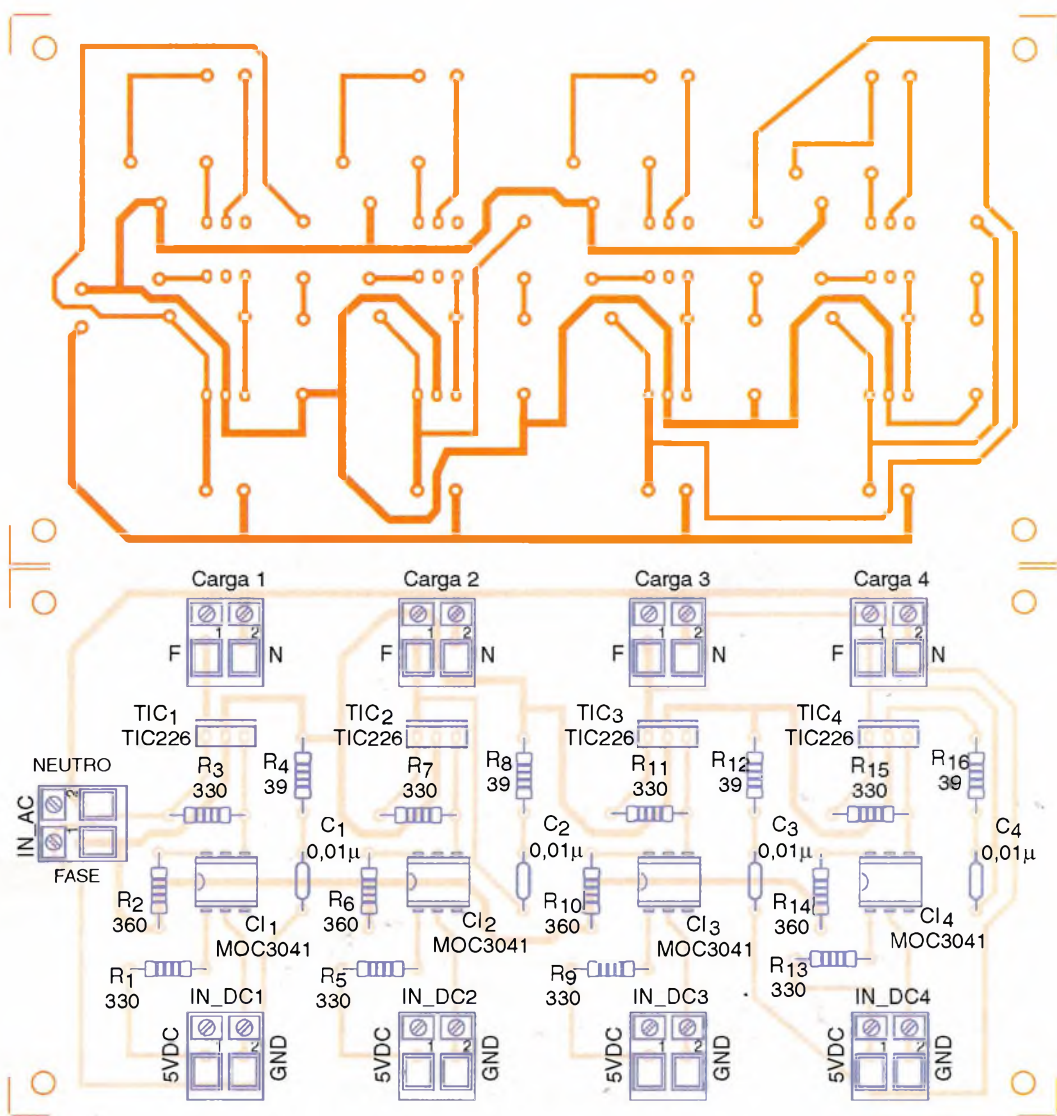 Carga 1
Carga 2
Carga 3
Carga 4
1 2
1 2
1 2
1 2
F N
F N
F N
F N
TIC1
TIC226
TIC2
TIC226
TIC3
TIC226
TIC4
TIC226
NEUTRO
IN_AC
2
1
FASE
R3
330
R4
39
R7
330
R8
39
R11
330
R12
39
R15
330
R16
39
C1
0,01µ
C2
0,01µ
C3
0,01µ
C4
0,01µ
R2
360
R6
360
R10
360
R14
360
CI1
MOC3041
CI2
MOC3041
CI3
MOC3041
CI4
MOC3041
R1
330
R5
330
R9
330
R13
330
IN_DC1
IN_DC2
IN_DC3
IN_DC4
1 2
1 2
1 2
1 2
5VDC
GND
5VDC
GND
5VDC
GND
5VDC
GND